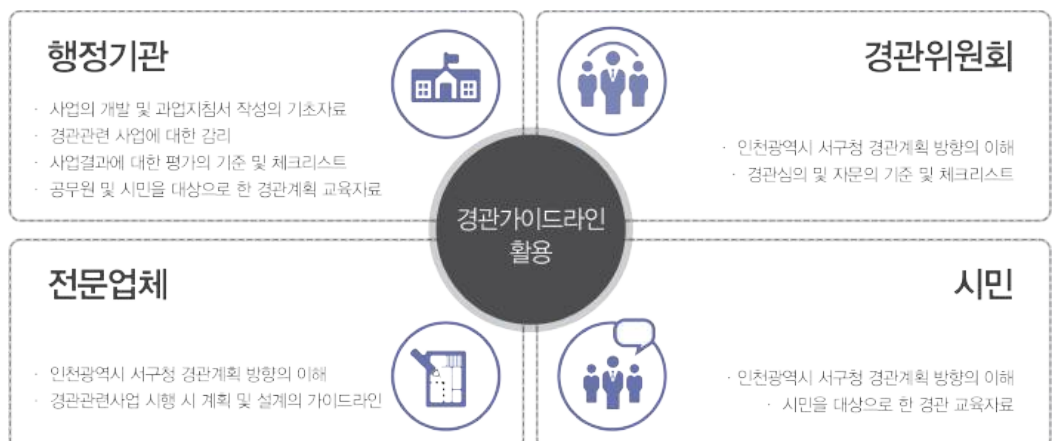 행정기관
· 사업의 개발 및 과업지침서 작성의 기초자료
· 경관관련 사업에 대한 감리
· 사업결과에 대한 평가의 기준 및 체크리스트
· 공무원 및 시민을 대상으로 한 경관계획 교육자료
경관위원회
· 인천광역시 서구청 경관계획 방향의 이해
· 경관심의 및 자문의 기준 및 체크리스트
경관가이드라인
활용
전문업체
· 인천광역시 서구청 경관계획 방향의 이해
· 경관관련사업 시행 시 계획 및 설계의 가이드라인
시민
· 인천광역시 서구청 경관계획 방향의 이해
· 시민을 대상으로 한 경관 교육자료